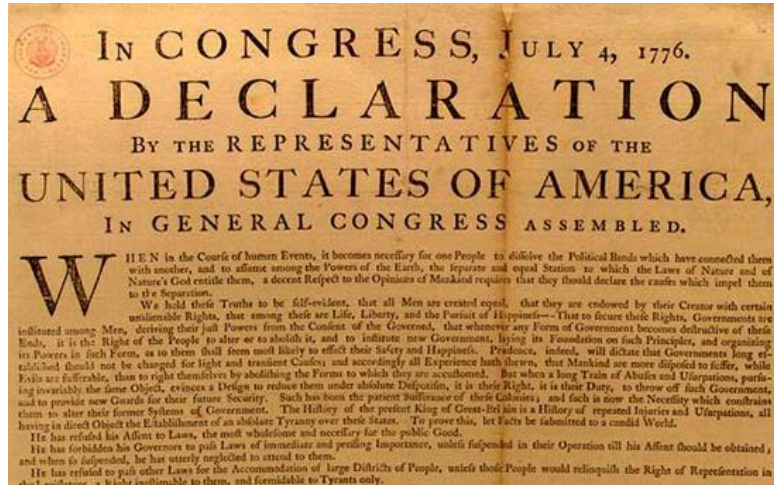 IN CONGRESS, JULY 4, 1776.
A DECLARATION
BY THE REPRESENTATIVES OF THE
UNITED STATES OF AMERICA,
IN GENERAL CONGRESS ASSEMBLED.
WHEN in the Courſe of human Events, it becomes neceſſary for one People to diſſolve the Political Bands which have connected them
with another, and to aſſume among the Powers of the Earth, the ſeparate and equal Station to which the Laws of Nature and of
Nature's God entitle them, a decent Reſpect to the Opinions of Mankind requires that they ſhould declare the cauſes which impel them
to the Separation.
We hold theſe Truths to be ſelf-evident, that all Men are created equal, that they are endowed by their Creator with certain
unalienable Rights, that among theſe are Life, Liberty, and the Purſuit of Happineſs---That to ſecure theſe Rights, Governments are
inſtituted among Men, deriving their juſt Powers from the Conſent of the Governed, that whenever any Form of Government becomes deſtructive of theſe
Ends, it is the Right of the People to alter or to aboliſh it, and to inſtitute new Government, laying its Foundation on ſuch Principles, and organizing
its Powers in ſuch Form, as to them ſhall ſeem moſt likely to effect their Safety and Happineſs. Prudence, indeed, will dictate that Governments long eſ-
tabliſhed ſhould not be changed for light and tranſient Cauſes; and accordingly all Experience hath ſhewn, that Mankind are more diſpoſed to ſuffer, while
Evils are ſufferable, than to right themſelves by aboliſhing the Forms to which they are accuſtomed. But when a long Train of Abuſes and Uſurpations, purſu-
ing invariably the ſame Object, evinces a Deſign to reduce them under abſolute Deſpotiſm, it is their Right, it is their Duty, to throw off ſuch Government,
and to provide new Guards for their future Security. Such has been the patient Sufferance of theſe Colonies; and ſuch is now the Neceſſity which conſtrains
them to alter their former Syſtems of Government. The Hiſtory of the preſent King of Great-Britain is a Hiſtory of repeated Injuries and Uſurpations, all
having in direct Object the Eſtabliſhment of an abſolute Tyranny over theſe States. To prove this, let Facts be ſubmitted to a candid World.
HE has refuſed his Aſſent to Laws, the moſt wholeſome and neceſſary for the public Good.
HE has forbidden his Governors to paſs Laws of immediate and preſſing Importance, unleſs ſuſpended in their Operation till his Aſſent ſhould be obtained;
and when ſo ſuſpended, he has utterly neglected to attend to them.
HE has refuſed to paſs other Laws for the Accommodation of large Diſtricts of People, unleſs thoſe People would relinquiſh the Right of Repreſentation in
the Legiſlature, a Right ineſtimable to them, and formidable to Tyrants only.